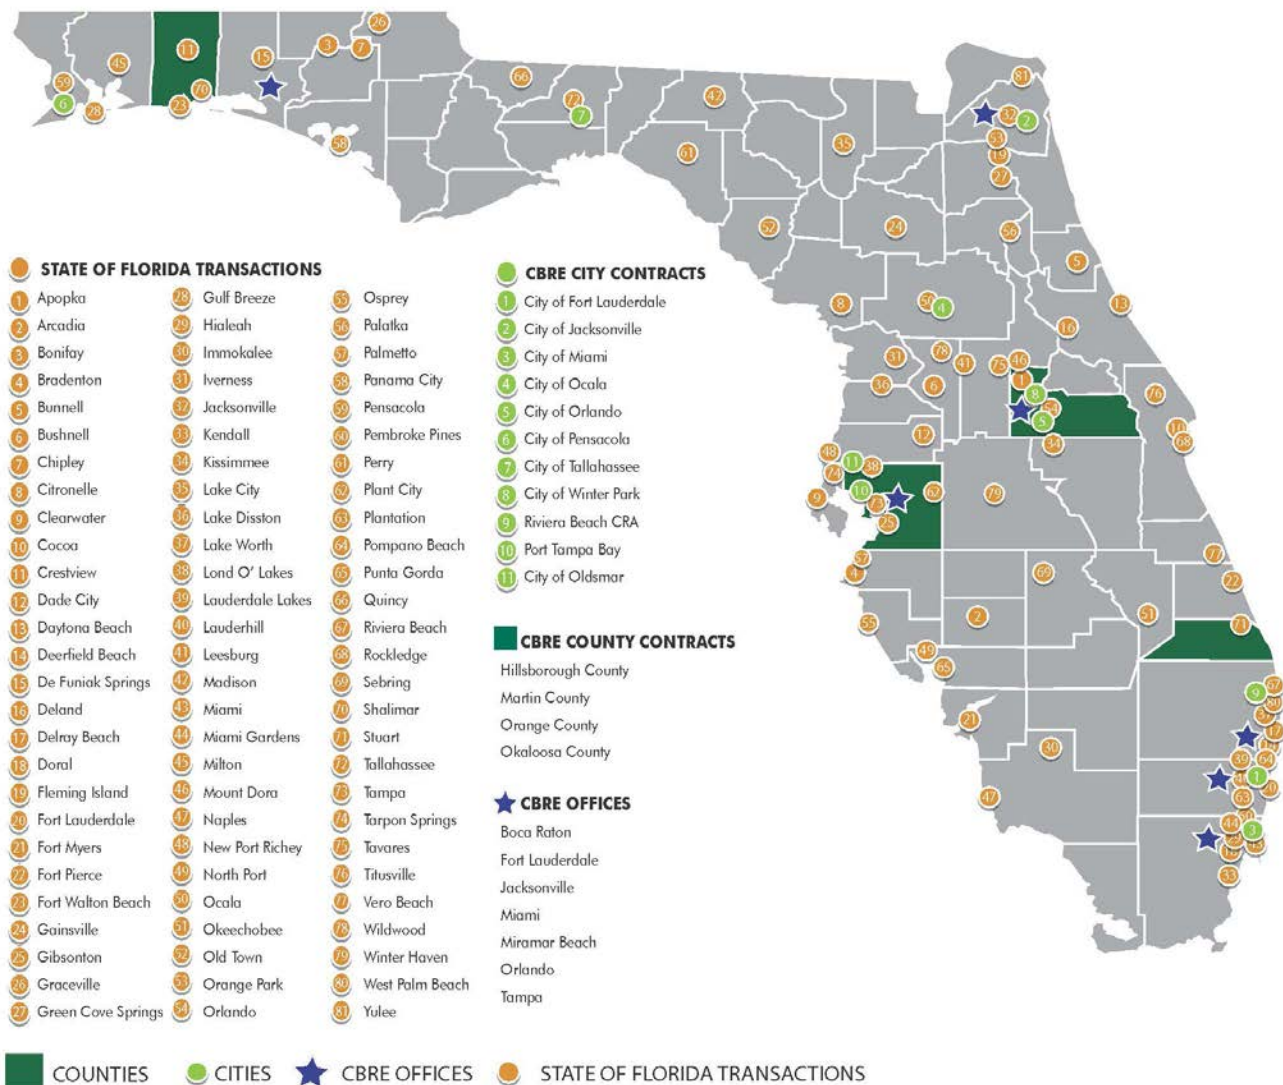 STATE OF FLORIDA TRANSACTIONS
1 Apopka
2 Arcadia
3 Bonifay
4 Bradenton
5 Bunnell
6 Bushnell
7 Chipley
8 Citronelle
9 Clearwater
10 Cocoa
11 Crestview
12 Dade City
13 Daytona Beach
14 Deerfield Beach
15 De Funiak Springs
16 Deland
17 Delray Beach
18 Doral
19 Fleming Island
20 Fort Lauderdale
21 Fort Myers
22 Fort Pierce
23 Fort Walton Beach
24 Gainsville
25 Gibsonton
26 Graceville
27 Green Cove Springs
28 Gulf Breeze
29 Hialeah
30 Immokalee
31 Iverness
32 Jacksonville
33 Kendall
34 Kissimmee
35 Lake City
36 Lake Disston
37 Lake Worth
38 Lond O' Lakes
39 Lauderdale Lakes
40 Lauderhill
41 Leesburg
42 Madison
43 Miami
44 Miami Gardens
45 Milton
46 Mount Dora
47 Naples
48 New Port Richey
49 North Port
50 Ocala
51 Okeechobee
52 Old Town
53 Orange Park
54 Orlando
55 Osprey
56 Palatka
57 Palmetto
58 Panama City
59 Pensacola
60 Pembroke Pines
61 Perry
62 Plant City
63 Plantation
64 Pompano Beach
65 Punta Gorda
66 Quincy
67 Riviera Beach
68 Rockledge
69 Sebring
70 Shalimar
71 Stuart
72 Tallahassee
73 Tampa
74 Tarpon Springs
75 Tavares
76 Titusville
77 Vero Beach
78 Wildwood
79 Winter Haven
80 West Palm Beach
81 Yulee
CBRE CITY CONTRACTS
1 City of Fort Lauderdale
2 City of Jacksonville
3 City of Miami
4 City of Ocala
5 City of Orlando
6 City of Pensacola
7 City of Tallahassee
8 City of Winter Park
9 Riviera Beach CRA
10 Port Tampa Bay
11 City of Oldsmar
CBRE COUNTY CONTRACTS
Hillsborough County
Martin County
Orange County
Okaloosa County
CBRE OFFICES
Boca Raton
Fort Lauderdale
Jacksonville
Miami
Miramar Beach
Orlando
Tampa
COUNTIES
CITIES
CBRE OFFICES
STATE OF FLORIDA TRANSACTIONS